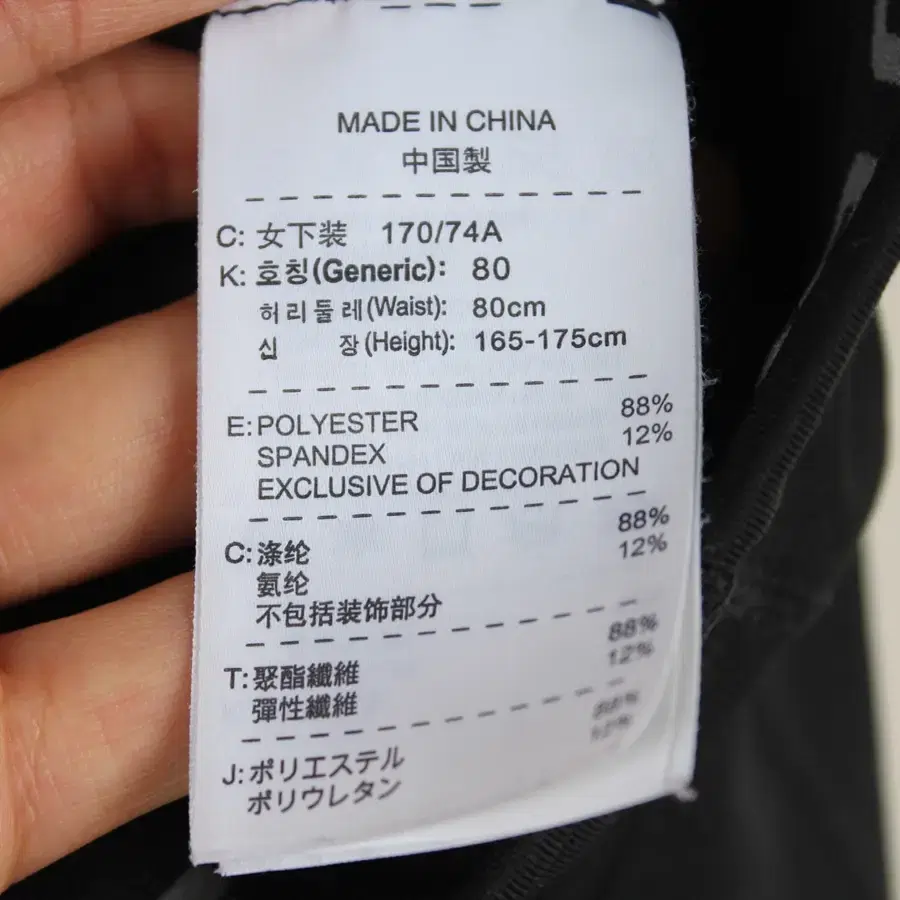 MADE IN CHINA
中国製
C: 女下装 170/74A
K: 호칭(Generic): 80
허리둘레(Waist): 80cm
신 장(Height): 165-175cm
E: POLYESTER 88%
SPANDEX 12%
EXCLUSIVE OF DECORATION
C: 涤纶 88%
氨纶 12%
不包括装饰部分
T: 聚酯纖維 88%
彈性纖維 12%
J: ポリエステル 88%
ポリウレタン 12%